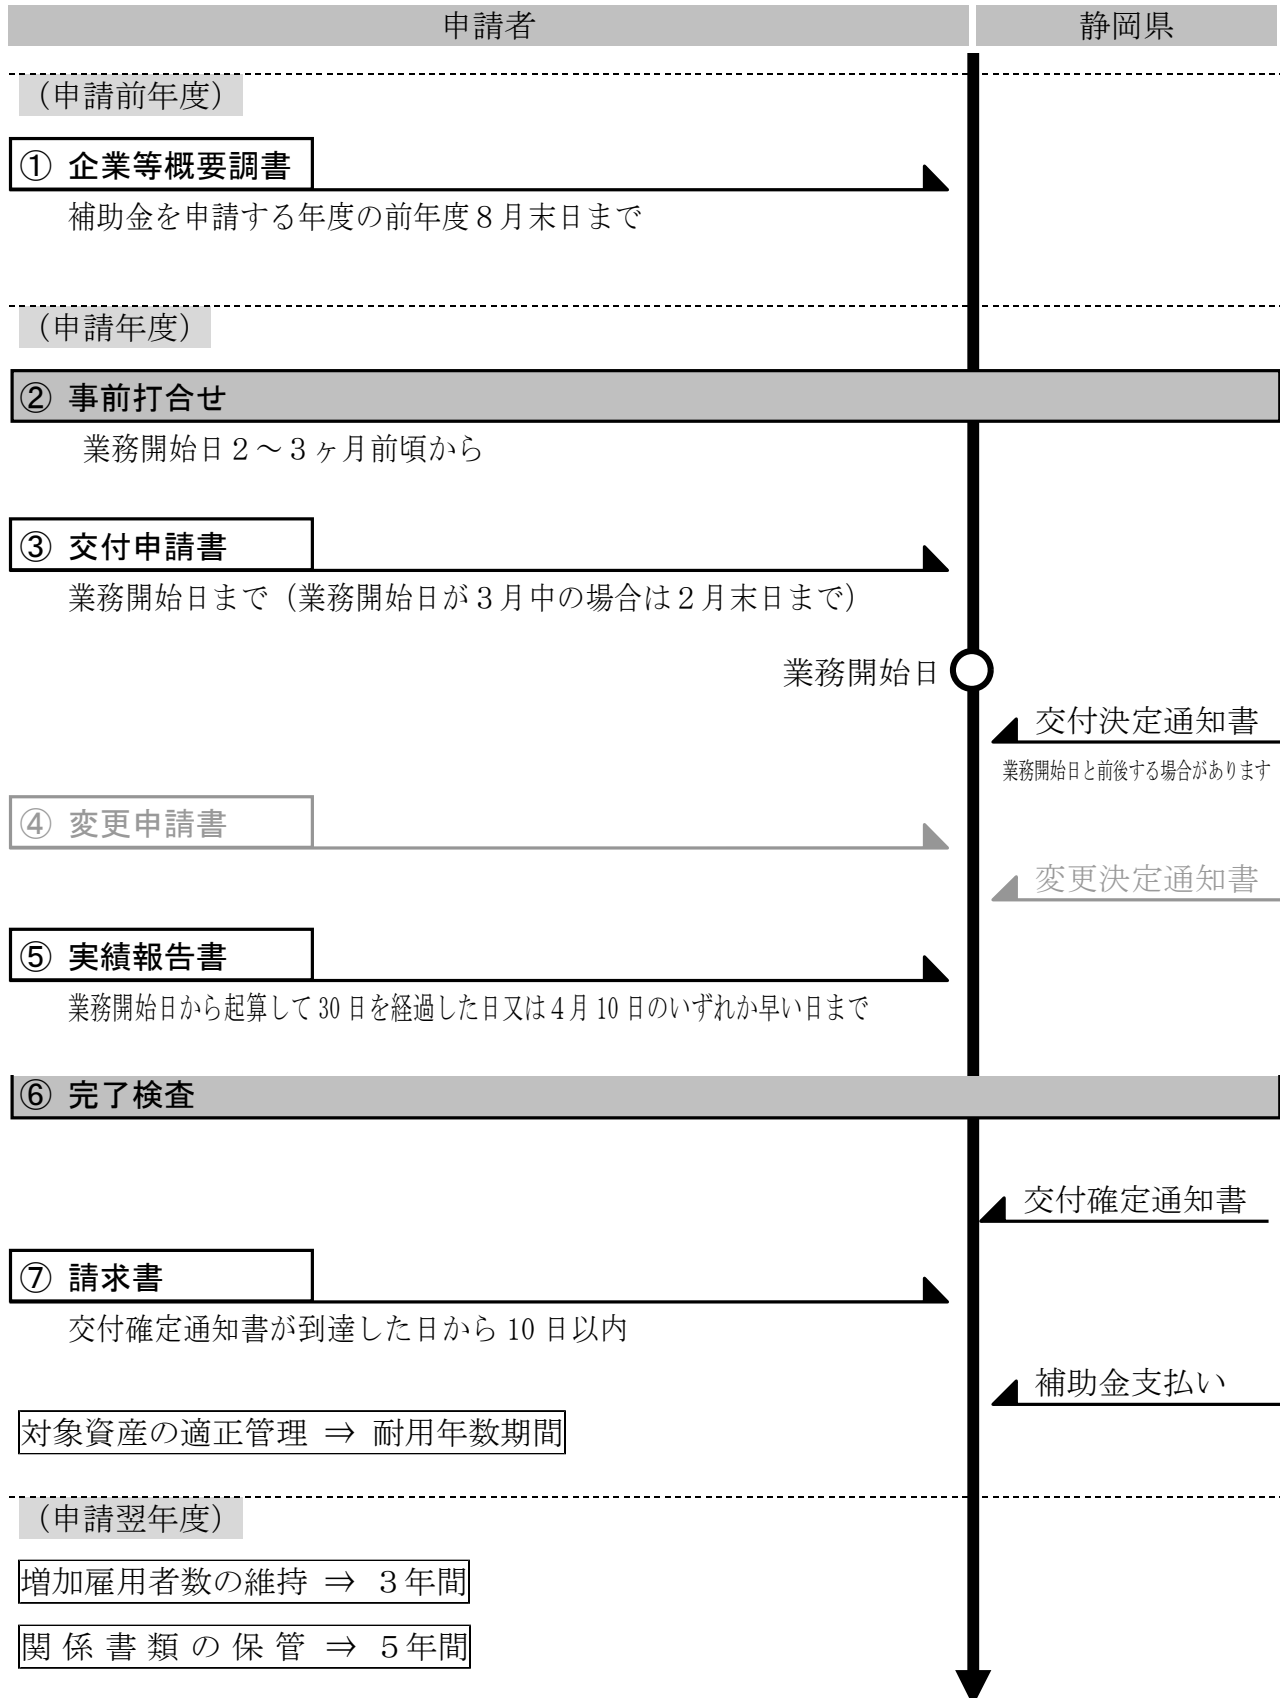 申請者
静岡県
（申請前年度）
① 企業等概要調書
補助金を申請する年度の前年度８月末日まで
（申請年度）
② 事前打合せ
業務開始日２～３ヶ月前頃から
③ 交付申請書
業務開始日まで（業務開始日が３月中の場合は２月末日まで）
業務開始日
交付決定通知書
業務開始日と前後する場合があります
④ 変更申請書
変更決定通知書
⑤ 実績報告書
業務開始日から起算して 30 日を経過した日又は４月 10 日のいずれか早い日まで
⑥ 完了検査
交付確定通知書
⑦ 請求書
交付確定通知書が到達した日から 10 日以内
補助金支払い
対象資産の適正管理 ⇒ 耐用年数期間
（申請翌年度）
増加雇用者数の維持 ⇒ ３年間
関 係 書 類 の 保 管 ⇒ ５年間